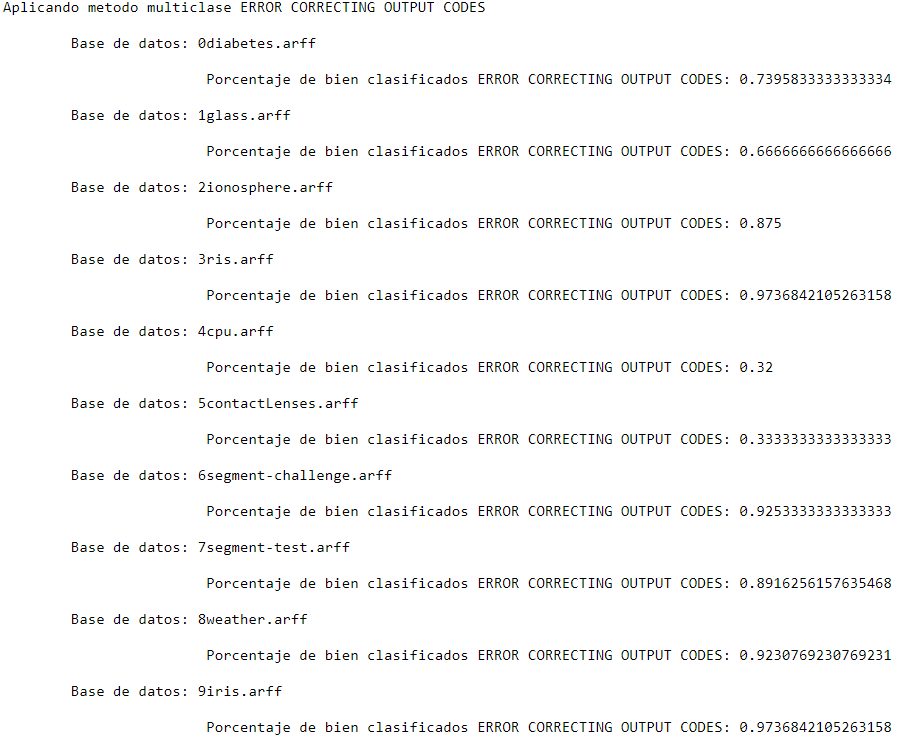 Aplicando metodo multiclase ERROR CORRECTING OUTPUT CODES
Base de datos: 0diabetes.arff
Porcentaje de bien clasificados ERROR CORRECTING OUTPUT CODES: 0.7395833333333334
Base de datos: 1glass.arff
Porcentaje de bien clasificados ERROR CORRECTING OUTPUT CODES: 0.6666666666666666
Base de datos: 2ionosphere.arff
Porcentaje de bien clasificados ERROR CORRECTING OUTPUT CODES: 0.875
Base de datos: 3ris.arff
Porcentaje de bien clasificados ERROR CORRECTING OUTPUT CODES: 0.9736842105263158
Base de datos: 4cpu.arff
Porcentaje de bien clasificados ERROR CORRECTING OUTPUT CODES: 0.32
Base de datos: 5contactLenses.arff
Porcentaje de bien clasificados ERROR CORRECTING OUTPUT CODES: 0.3333333333333333
Base de datos: 6segment-challenge.arff
Porcentaje de bien clasificados ERROR CORRECTING OUTPUT CODES: 0.9253333333333333
Base de datos: 7segment-test.arff
Porcentaje de bien clasificados ERROR CORRECTING OUTPUT CODES: 0.8916256157635468
Base de datos: 8weather.arff
Porcentaje de bien clasificados ERROR CORRECTING OUTPUT CODES: 0.9230769230769231
Base de datos: 9iris.arff
Porcentaje de bien clasificados ERROR CORRECTING OUTPUT CODES: 0.9736842105263158